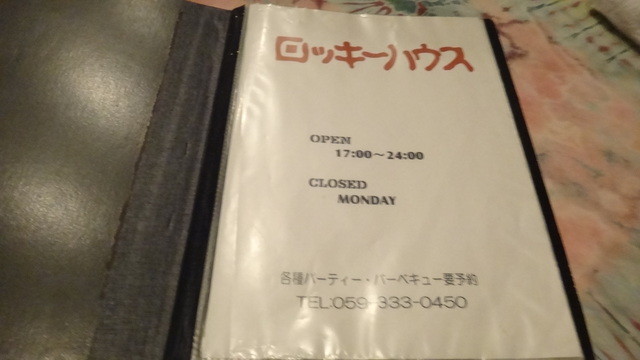 ロッキーハウス
OPEN
17:00～24:00
CLOSED
MONDAY
各種パーティー・バーベキュー要予約
TEL:059-333-0450